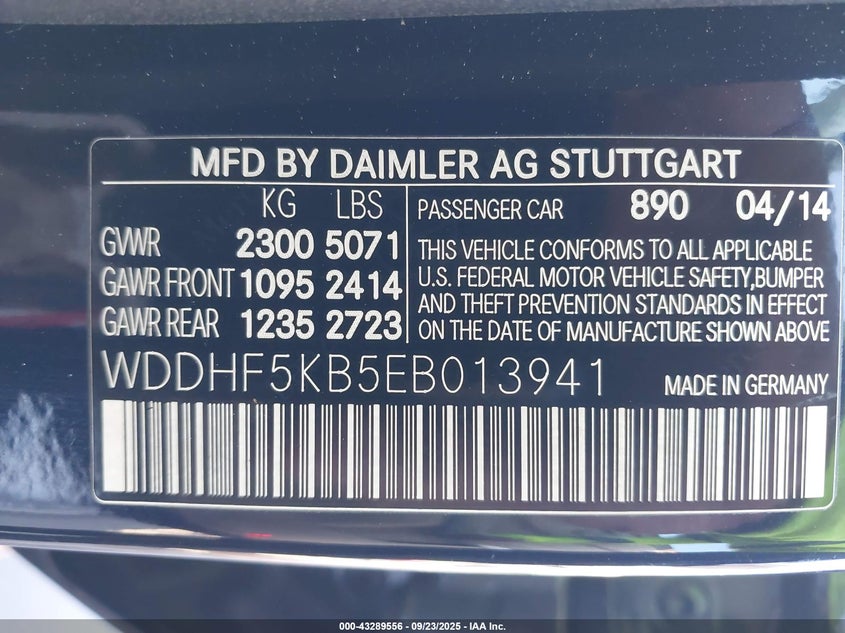 MFD BY DAIMLER AG STUTTGART
KG LBS
GVWR 2300 5071
GAWR FRONT 1095 2414
GAWR REAR 1235 2723
PASSENGER CAR 890 04/14
THIS VEHICLE CONFORMS TO ALL APPLICABLE
U.S. FEDERAL MOTOR VEHICLE SAFETY,BUMPER
AND THEFT PREVENTION STANDARDS IN EFFECT
ON THE DATE OF MANUFACTURE SHOWN ABOVE
WDDHF5KB5EB013941 MADE IN GERMANY
000-43289556 - 09/23/2025 - IAA Inc.